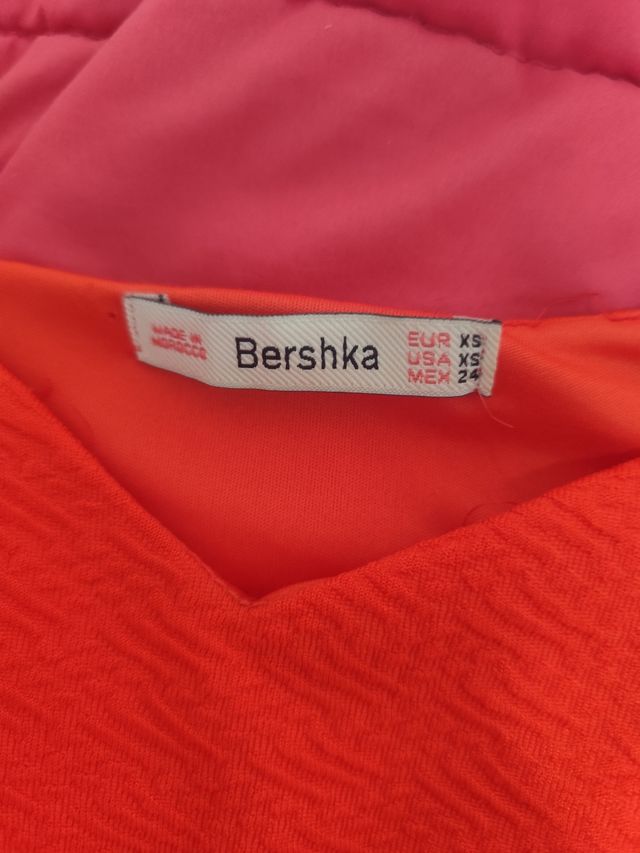 MADE IN
MOROCCO
Bershka
EUR XS
USA XS
MEX 24